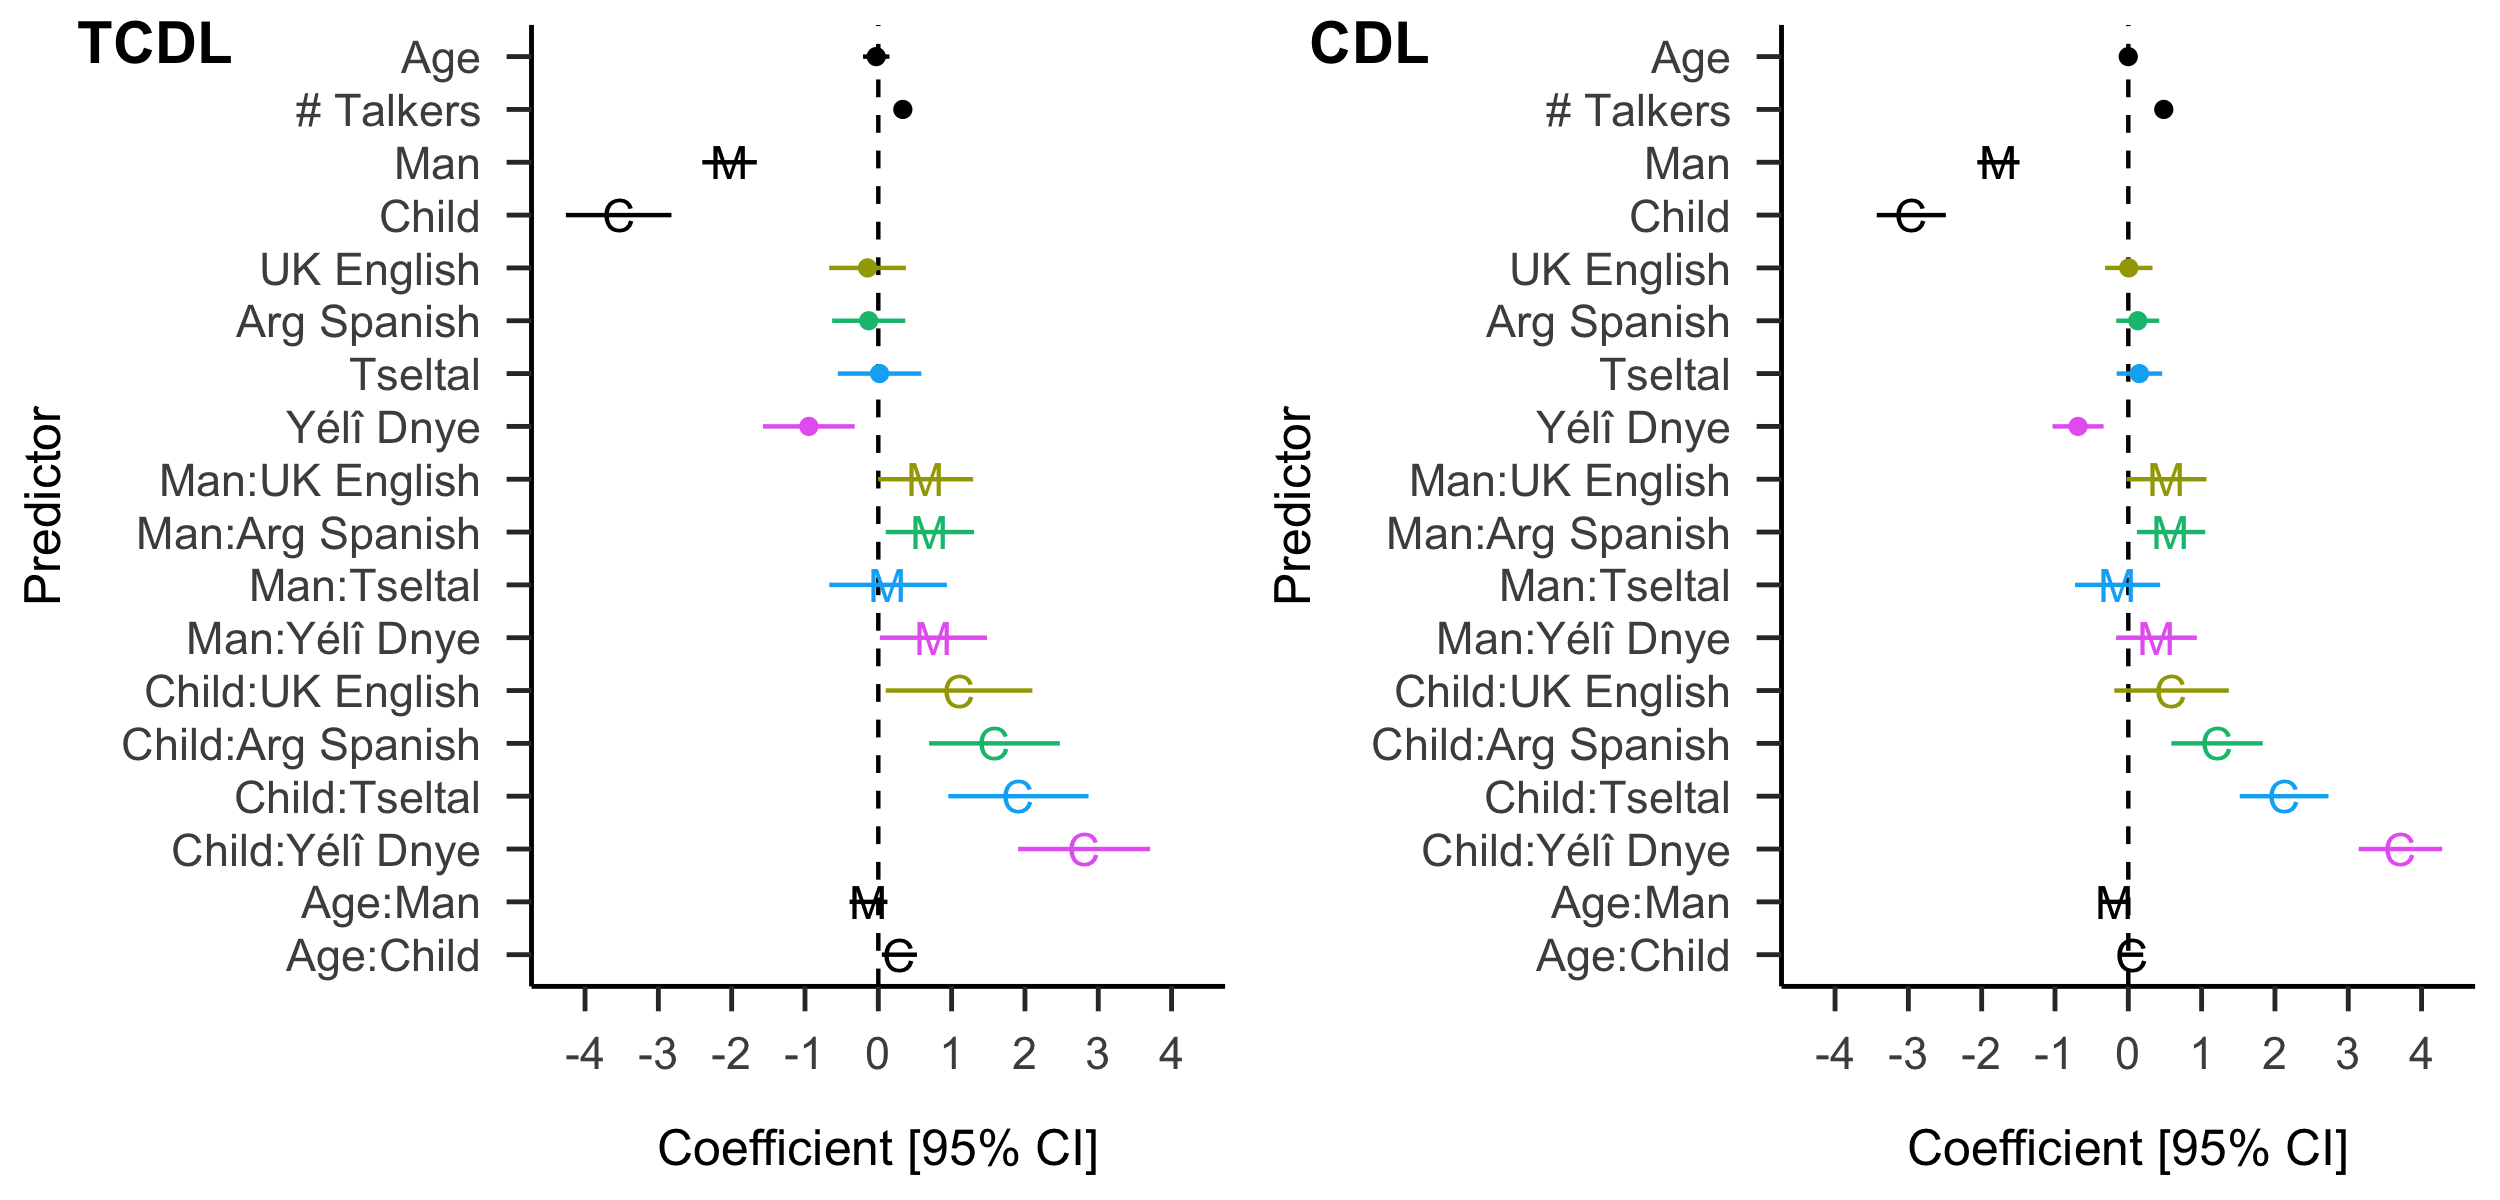 TCDL
Predictor
Age
# Talkers
Man
Child
UK English
Arg Spanish
Tseltal
Yélî Dnye
Man:UK English
Man:Arg Spanish
Man:Tseltal
Man:Yélî Dnye
Child:UK English
Child:Arg Spanish
Child:Tseltal
Child:Yélî Dnye
Age:Man
Age:Child
M
C
M
M
M
M
C
C
C
C
M
C
-4 -3 -2 -1 0 1 2 3 4
Coefficient [95% CI]
CDL
Predictor
Age
# Talkers
Man
Child
UK English
Arg Spanish
Tseltal
Yélî Dnye
Man:UK English
Man:Arg Spanish
Man:Tseltal
Man:Yélî Dnye
Child:UK English
Child:Arg Spanish
Child:Tseltal
Child:Yélî Dnye
Age:Man
Age:Child
M
C
M
M
M
M
C
C
C
C
M
C
-4 -3 -2 -1 0 1 2 3 4
Coefficient [95% CI]